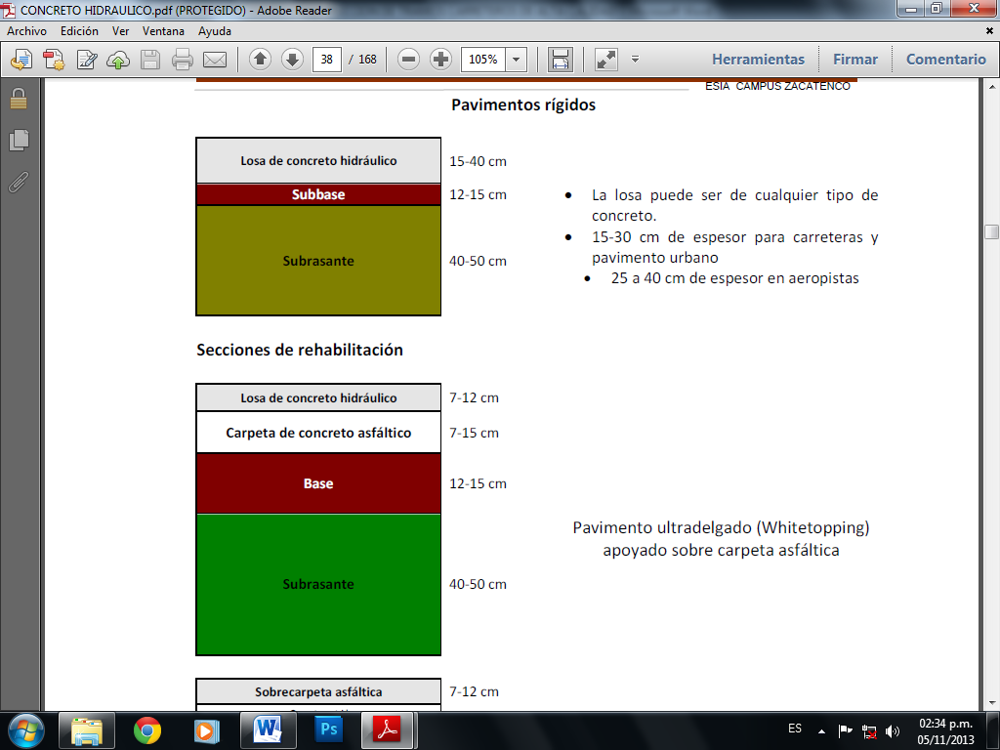 CONCRETO HIDRAULICO.pdf (PROTEGIDO) - Adobe Reader
Archivo Edición Ver Ventana Ayuda
38 / 168 105% Herramientas Firmar Comentario
ESIA CAMPUS ZACATENCO
Pavimentos rígidos
Losa de concreto hidráulico 15-40 cm
Subbase 12-15 cm
Subrasante 40-50 cm
• La losa puede ser de cualquier tipo de
concreto.
• 15-30 cm de espesor para carreteras y
pavimento urbano
• 25 a 40 cm de espesor en aeropistas
Secciones de rehabilitación
Losa de concreto hidráulico 7-12 cm
Carpeta de concreto asfáltico 7-15 cm
Base 12-15 cm
Subrasante 40-50 cm
Pavimento ultradelgado (Whitetopping)
apoyado sobre carpeta asfáltica
Sobrecarpeta asfáltica 7-12 cm
W Ps ES 02:34 p.m.
05/11/2013